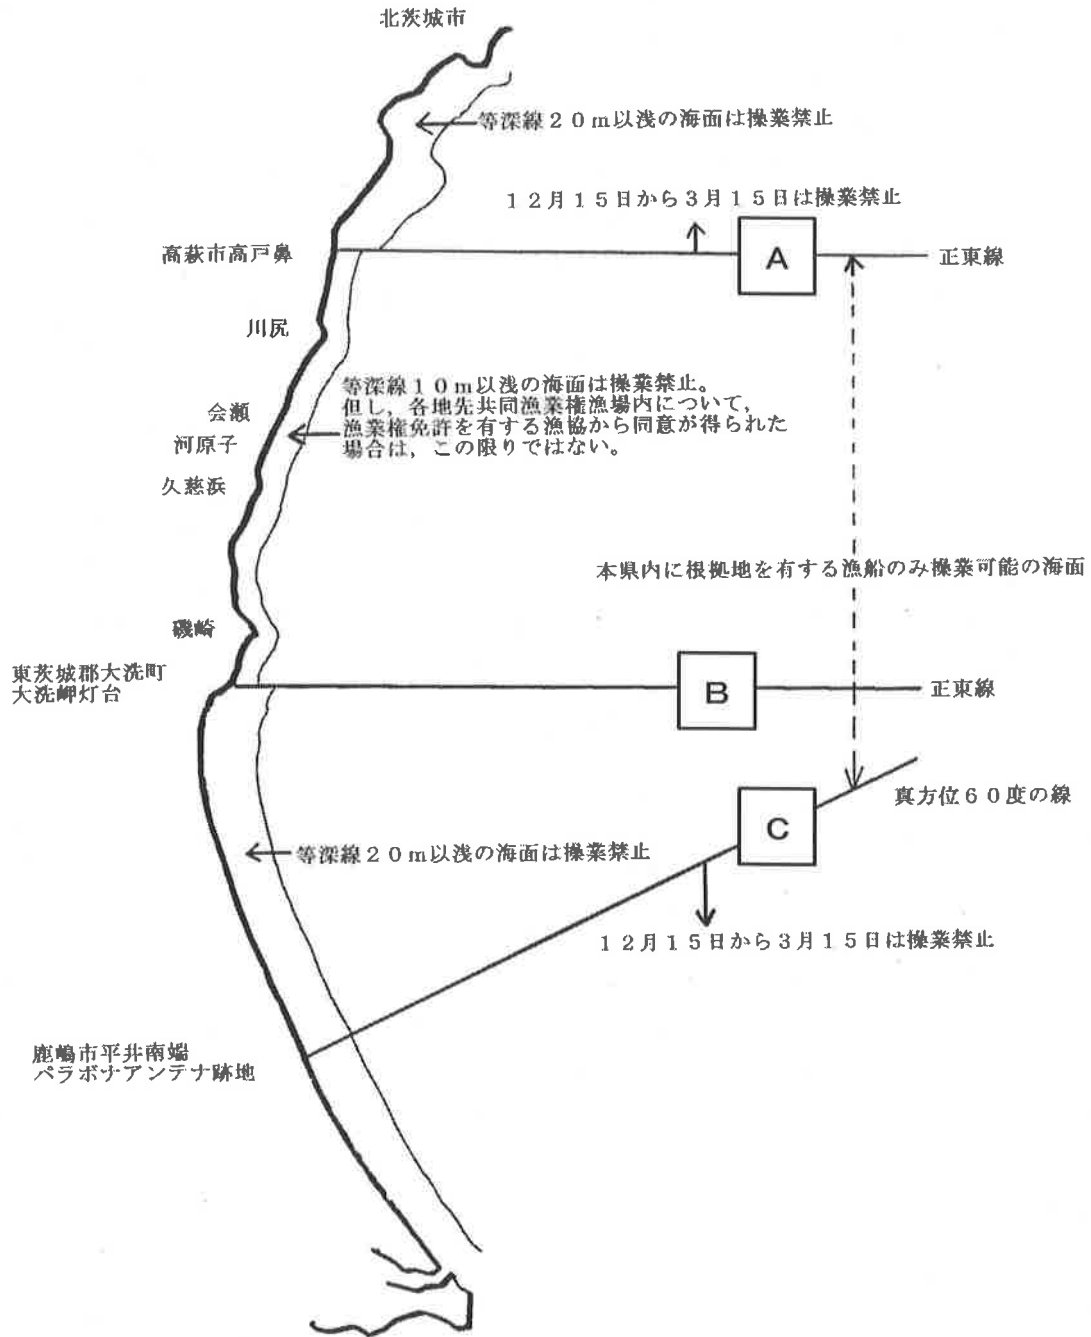 北茨城市
等深線２０ｍ以浅の海面は操業禁止
１２月１５日から３月１５日は操業禁止
高萩市高戸鼻
A
正東線
川尻
等深線１０ｍ以浅の海面は操業禁止。
但し，各地先共同漁業権漁場内について，
漁業権免許を有する漁協から同意が得られた
場合は，この限りではない。
会瀬
河原子
久慈浜
本県内に根拠地を有する漁船のみ操業可能の海面
磯崎
東茨城郡大洗町
大洗岬灯台
B
正東線
真方位６０度の線
C
等深線２０ｍ以浅の海面は操業禁止
１２月１５日から３月１５日は操業禁止
鹿嶋市平井南端
パラボナアンテナ跡地